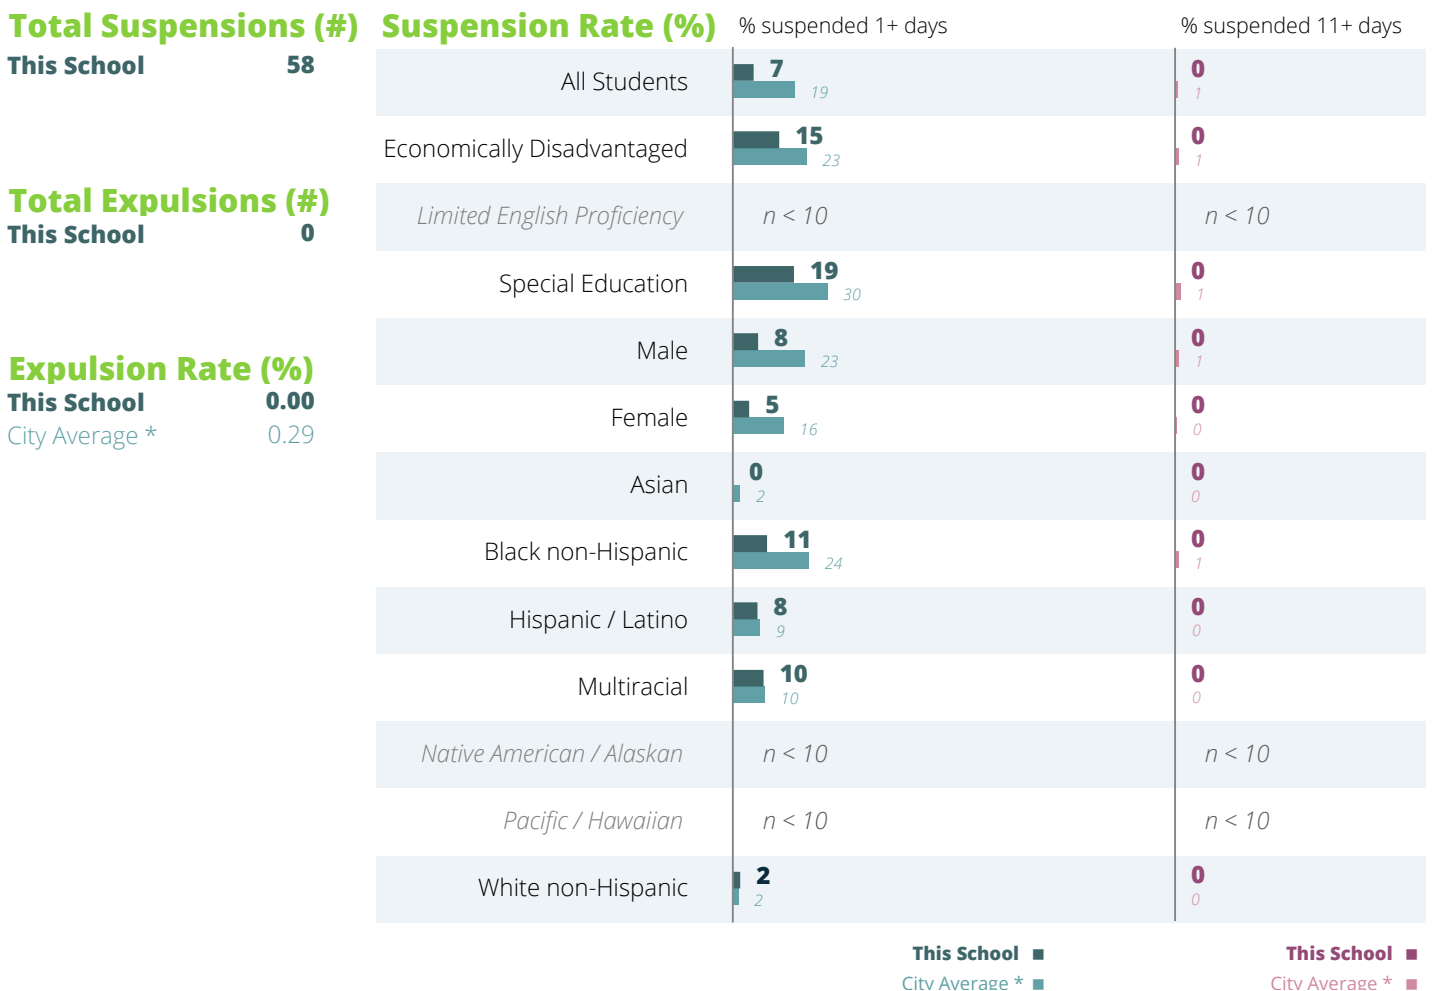 Total Suspensions (#)
This School 58
Total Expulsions (#)
This School 0
Expulsion Rate (%)
This School 0.00
City Average * 0.29
Suspension Rate (%) % suspended 1+ days % suspended 11+ days
All Students 7 0
19 1
Economically Disadvantaged 15 0
23 1
Limited English Proficiency n < 10 n < 10
Special Education 19 0
30 1
Male 8 0
23 1
Female 5 0
16 0
Asian 0 0
2 0
Black non-Hispanic 11 0
24 1
Hispanic / Latino 8 0
9 0
Multiracial 10 0
10 0
Native American / Alaskan n < 10 n < 10
Pacific / Hawaiian n < 10 n < 10
White non-Hispanic 2 0
2 0
This School This School
City Average * City Average *